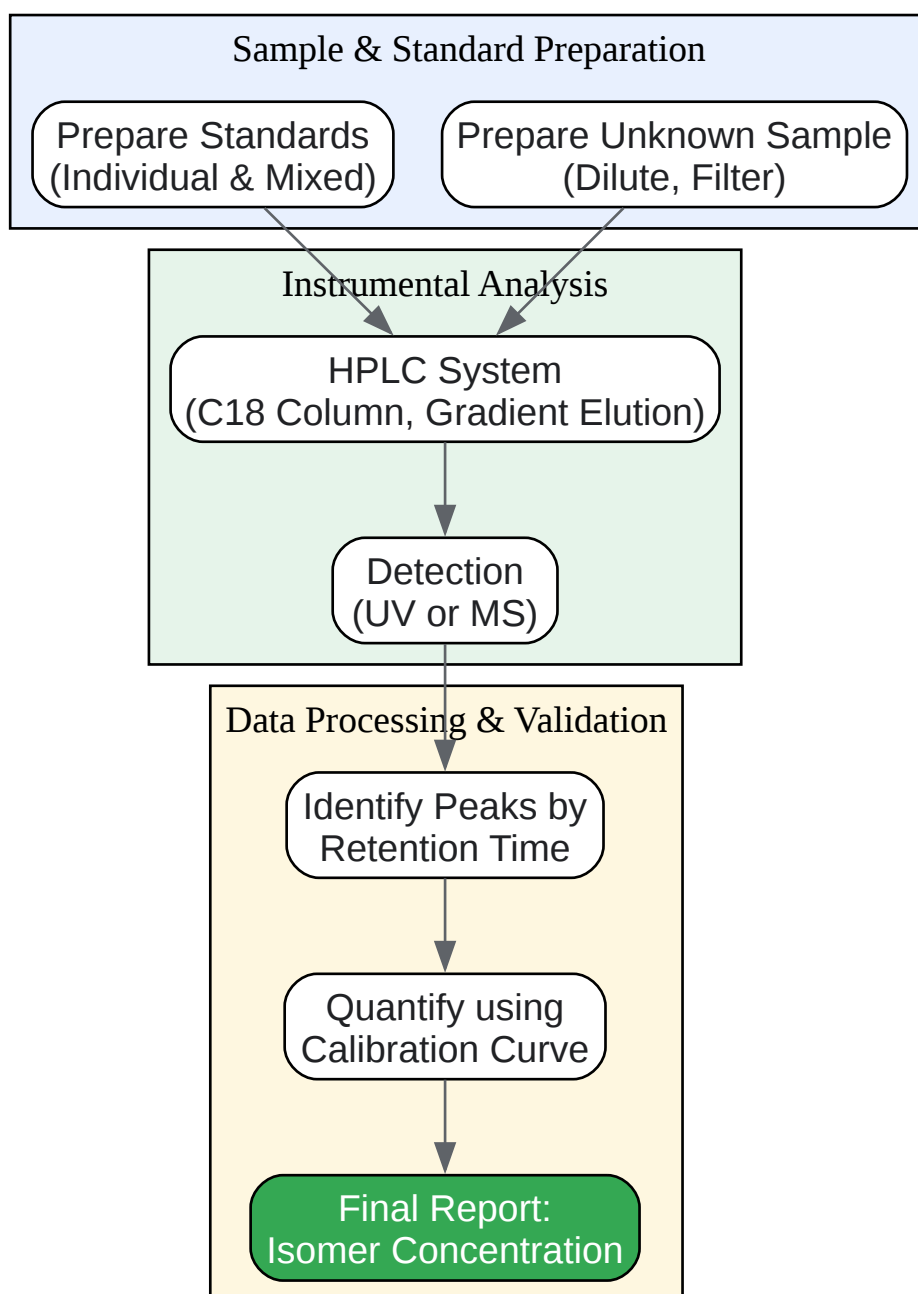 Sample & Standard Preparation
Prepare Standards
(Individual & Mixed)
Prepare Unknown Sample
(Dilute, Filter)
Instrumental Analysis
HPLC System
(C18 Column, Gradient Elution)
Detection
(UV or MS)
Data Processing & Validation
Identify Peaks by
Retention Time
Quantify using
Calibration Curve
Final Report:
Isomer Concentration